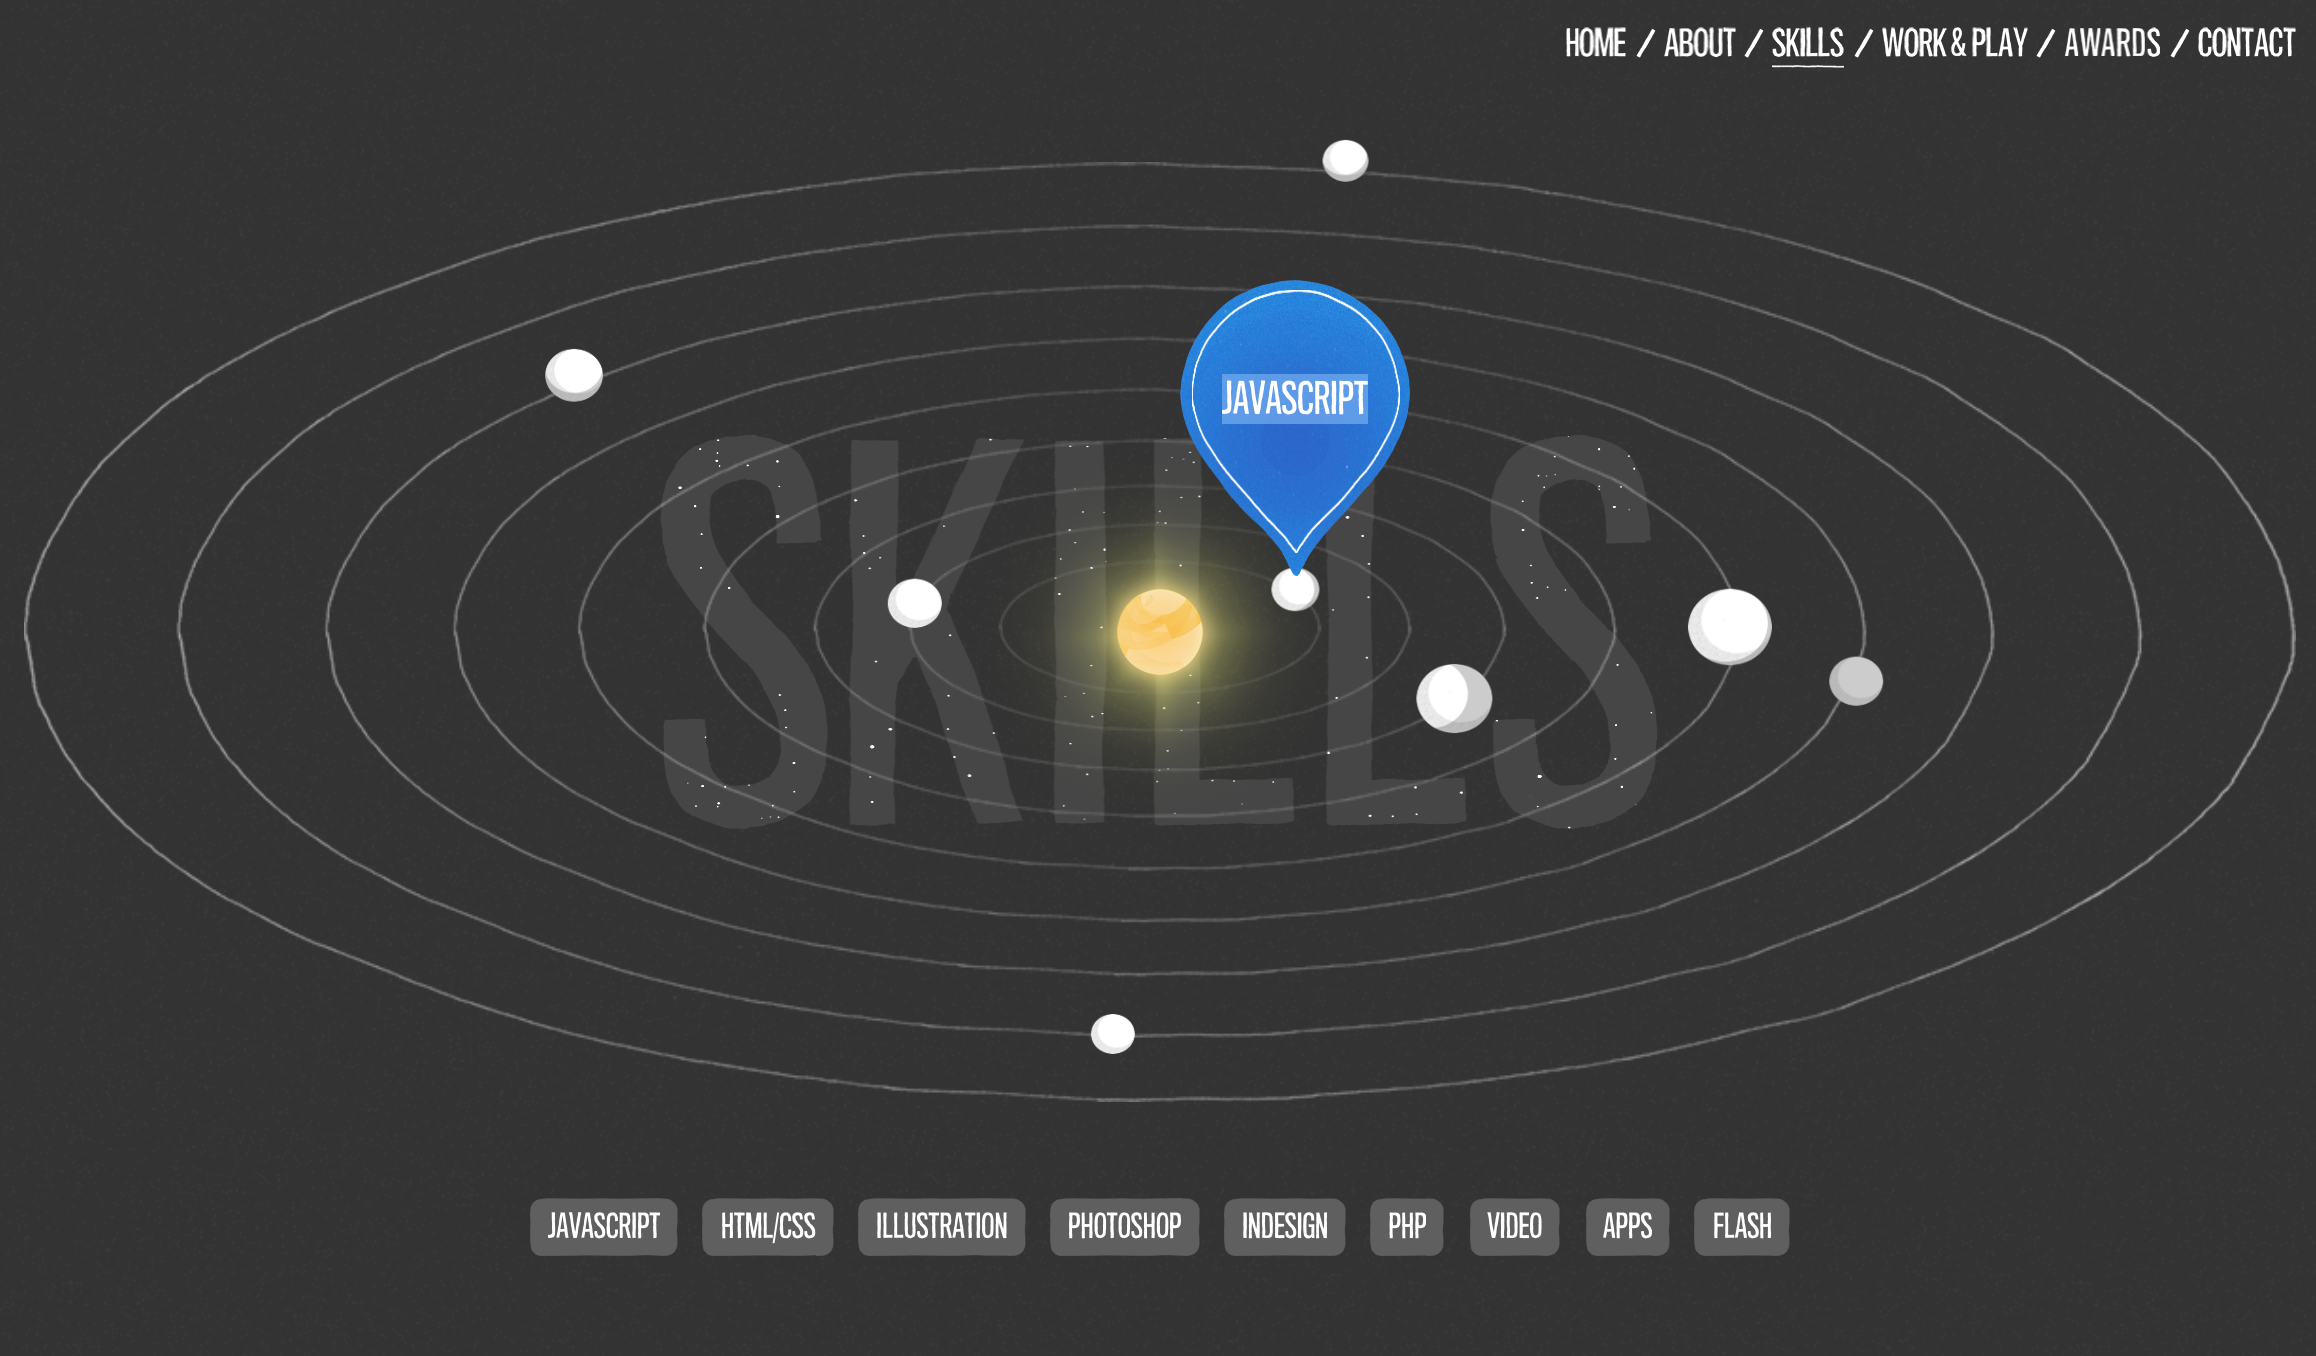 HOME / ABOUT / SKILLS / WORK & PLAY / AWARDS / CONTACT
JAVASCRIPT
SKILLS
JAVASCRIPT HTML/CSS ILLUSTRATION PHOTOSHOP INDESIGN PHP VIDEO APPS FLASH